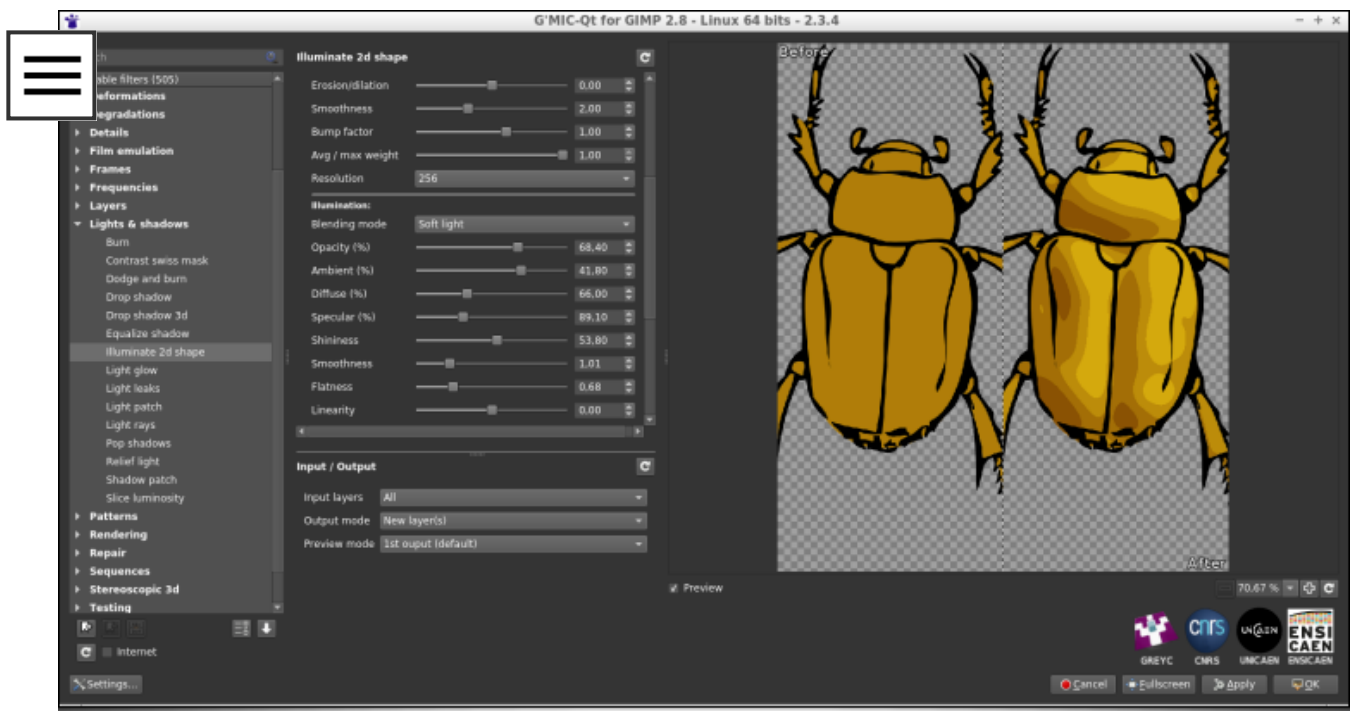 G'MIC-Qt for GIMP 2.8 - Linux 64 bits - 2.3.4
able filters (505)
eformations
egradations
Details
Film emulation
Frames
Frequencies
Layers
Lights & shadows
Burn
Contrast swiss mask
Dodge and burn
Drop shadow
Drop shadow 3d
Equalize shadow
Illuminate 2d shape
Light glow
Light leaks
Light patch
Light rays
Pop shadows
Relief light
Shadow patch
Slice luminosity
Patterns
Rendering
Repair
Sequences
Stereoscopic 3d
Testing
Internet
Settings...
Illuminate 2d shape
Erosion/dilation 0.00
Smoothness 2.00
Bump factor 1.00
Avg / max weight 1.00
Resolution 256
Illumination:
Blending mode Soft light
Opacity (%) 68,40
Ambient (%) 41,80
Diffuse (%) 66,00
Specular (%) 89,10
Shininess 53,80
Smoothness 1.01
Flatness 0.68
Linearity 0.00
Input / Output
Input layers All
Output mode New layer(s)
Preview mode 1st ouput (default)
Before
After
Preview
70.67 %
cnrs
UNICAEN
ENSI
CAEN
GREYC CNRS UNICAEN ENSICAEN
Cancel Fullscreen Apply OK